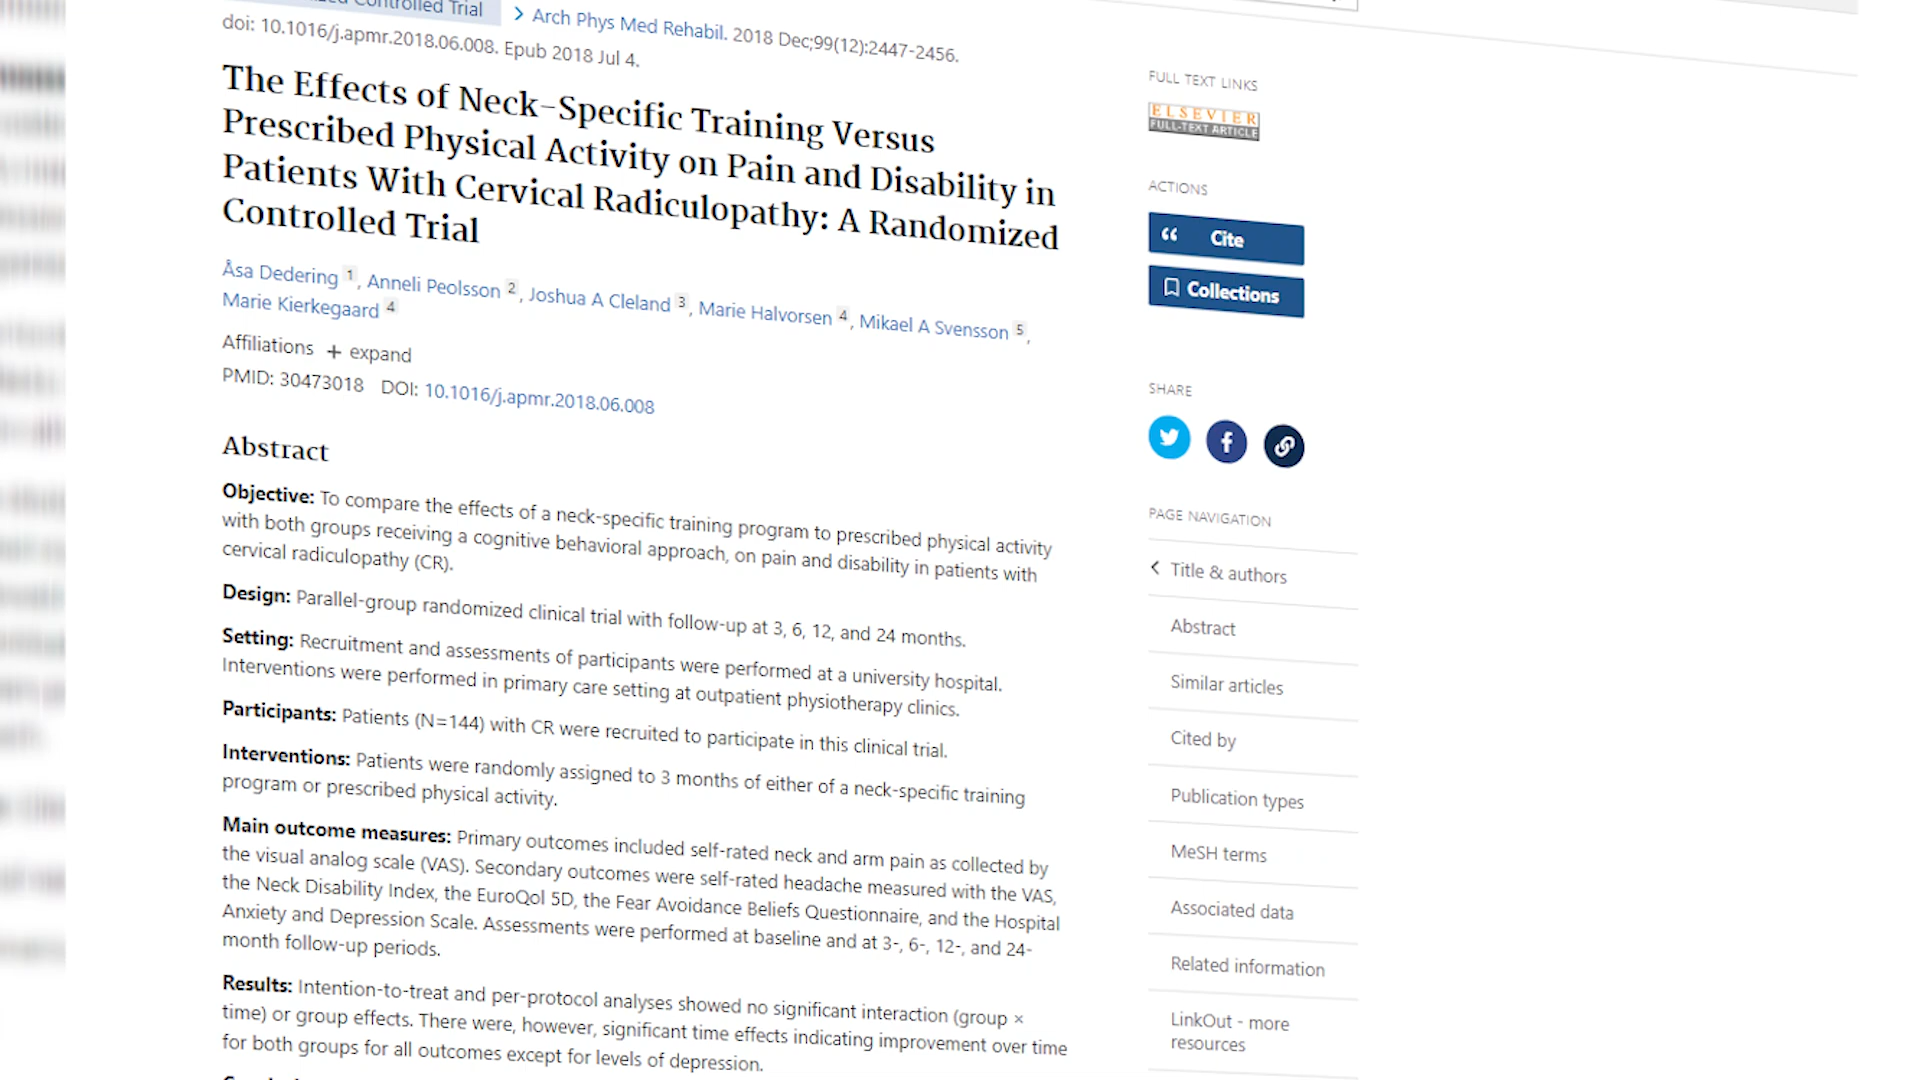 Controlled Trial > Arch Phys Med Rehabil. 2018 Dec;99(12):2447-2456.
doi: 10.1016/j.apmr.2018.06.008. Epub 2018 Jul 4.
The Effects of Neck-Specific Training Versus
Prescribed Physical Activity on Pain and Disability in
Patients With Cervical Radiculopathy: A Randomized
Controlled Trial
Åsa Dedering 1, Anneli Peolsson 2, Joshua A Cleland 3, Marie Halvorsen 4, Mikael A Svensson 5,
Marie Kierkegaard 4
Affiliations + expand
PMID: 30473018 DOI: 10.1016/j.apmr.2018.06.008
Abstract
Objective: To compare the effects of a neck-specific training program to prescribed physical activity
with both groups receiving a cognitive behavioral approach, on pain and disability in patients with
cervical radiculopathy (CR).
Design: Parallel-group randomized clinical trial with follow-up at 3, 6, 12, and 24 months.
Setting: Recruitment and assessments of participants were performed at a university hospital.
Interventions were performed in primary care setting at outpatient physiotherapy clinics.
Participants: Patients (N=144) with CR were recruited to participate in this clinical trial.
Interventions: Patients were randomly assigned to 3 months of either of a neck-specific training
program or prescribed physical activity.
Main outcome measures: Primary outcomes included self-rated neck and arm pain as collected by
the visual analog scale (VAS). Secondary outcomes were self-rated headache measured with the VAS,
the Neck Disability Index, the EuroQol 5D, the Fear Avoidance Beliefs Questionnaire, and the Hospital
Anxiety and Depression Scale. Assessments were performed at baseline and at 3-, 6-, 12-, and 24-
month follow-up periods.
Results: Intention-to-treat and per-protocol analyses showed no significant interaction (group ×
time) or group effects. There were, however, significant time effects indicating improvement over time
for both groups for all outcomes except for levels of depression.
FULL TEXT LINKS
ELSEVIER
FULL-TEXT ARTICLE
ACTIONS
Cite
Collections
SHARE
PAGE NAVIGATION
Title & authors
Abstract
Similar articles
Cited by
Publication types
MeSH terms
Associated data
Related information
LinkOut - more
resources